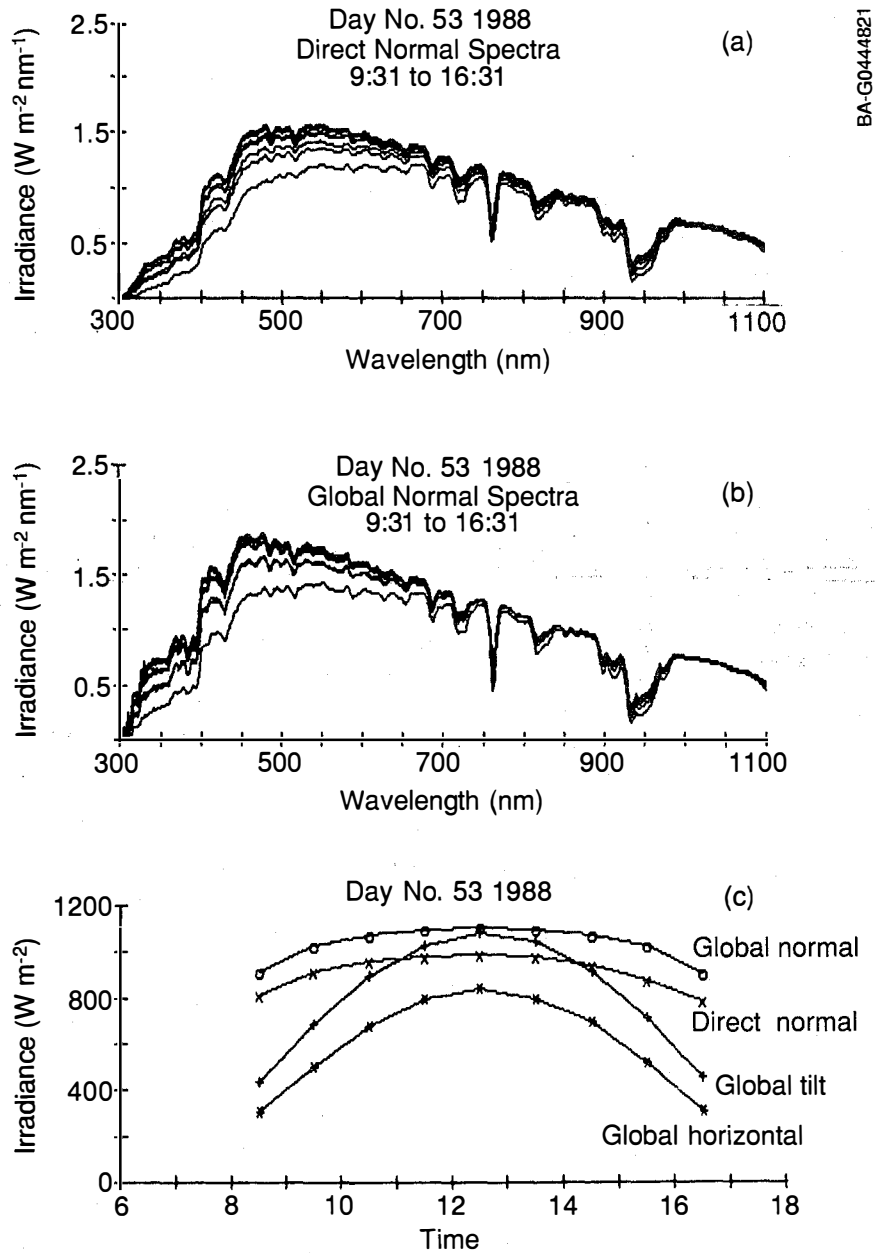 BA-G0444821
Day No. 53 1988
Direct Normal Spectra
9:31 to 16:31
(a)
Irradiance (W m⁻² nm⁻¹)
2.5
1.5
0.5
300 500 700 900 1100
Wavelength (nm)
Day No. 53 1988
Global Normal Spectra
9:31 to 16:31
(b)
Irradiance (W m⁻² nm⁻¹)
2.5
1.5
0.5
300 500 700 900 1100
Wavelength (nm)
Day No. 53 1988
(c)
Irradiance (W m⁻²)
1200
800
400
0
Global normal
Direct normal
Global tilt
Global horizontal
6 8 10 12 14 16 18
Time